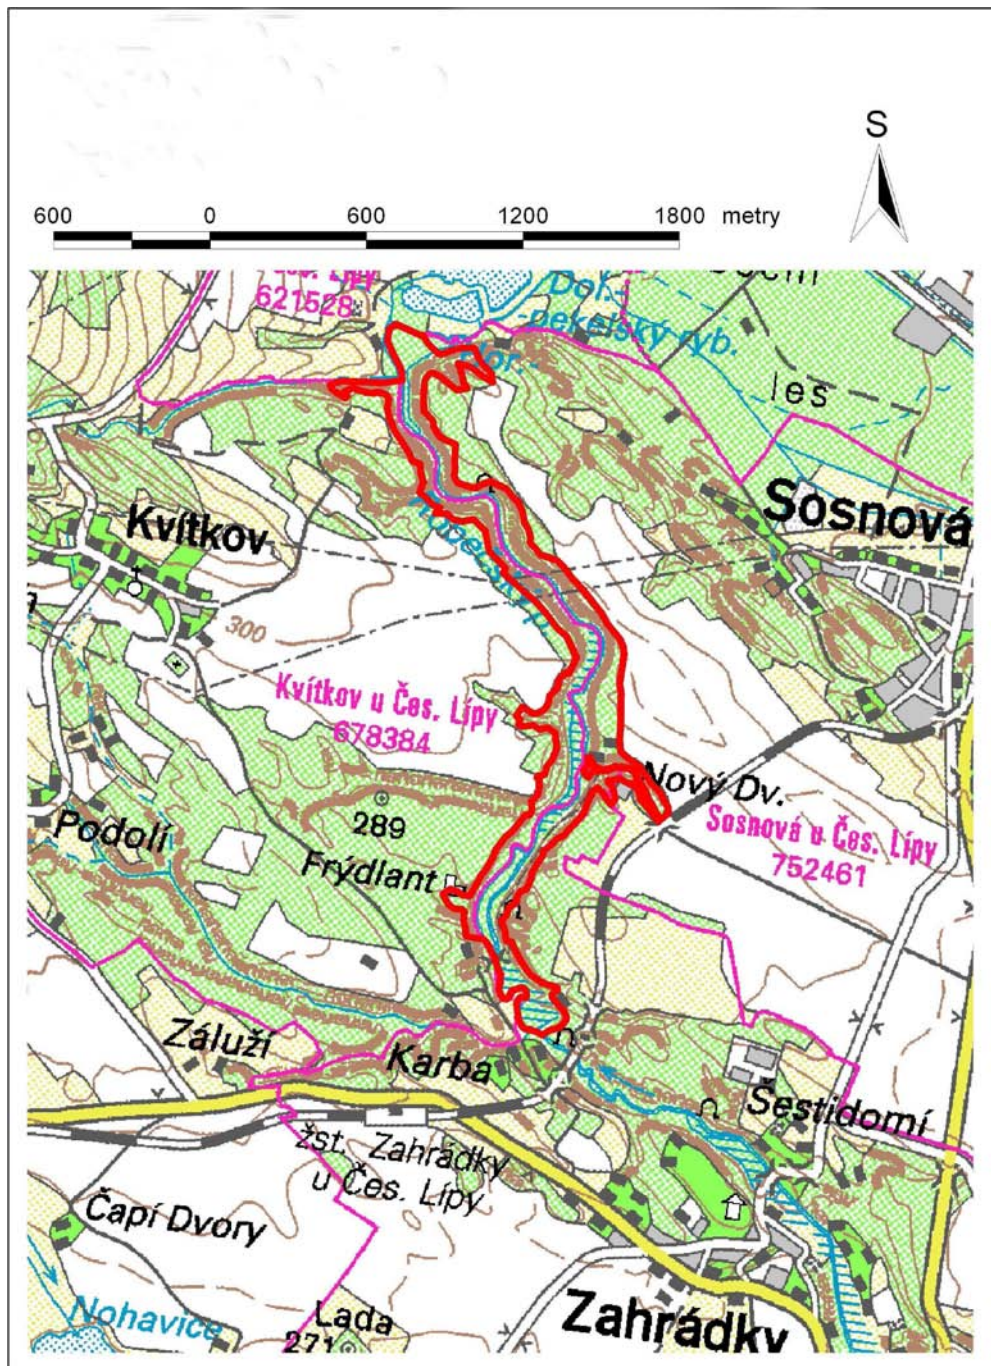 S
600 0 600 1200 1800 metry
621528
Dol.-
-pekelský ryb.
les
Sosnová
Kvítkov
300
Kvítkov u Čes. Lípy
678384
Nový Dv.
Sosnová u Čes. Lípy
752461
289
Podolí
Frýdlant
Záluží
Karba
Šestidomí
žst. Zahrádky
u Čes. Lípy
Čapí Dvory
Nohavice
Lada
271
Zahrádky